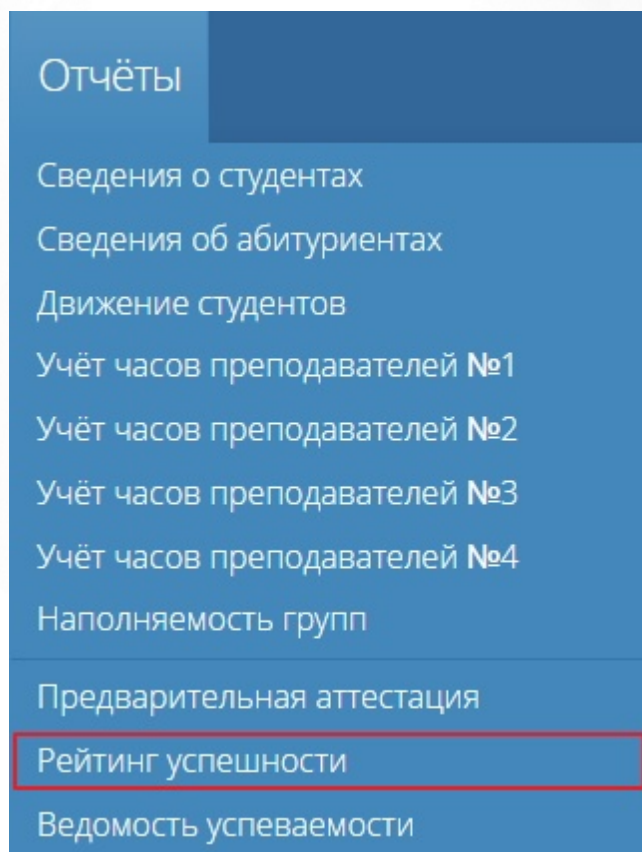 Отчёты
Сведения о студентах
Сведения об абитуриентах
Движение студентов
Учёт часов преподавателей №1
Учёт часов преподавателей №2
Учёт часов преподавателей №3
Учёт часов преподавателей №4
Наполняемость групп
Предварительная аттестация
Рейтинг успешности
Ведомость успеваемости